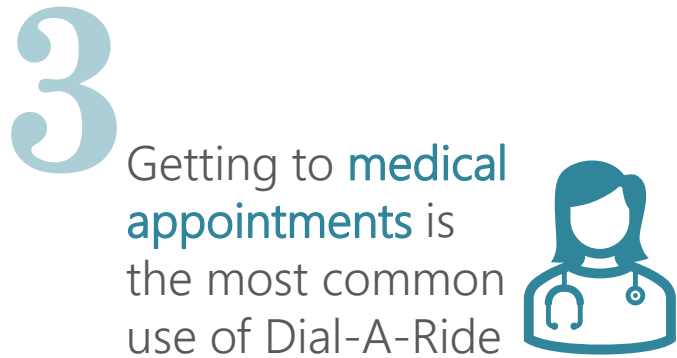 3
Getting to medical
appointments is
the most common
use of Dial-A-Ride